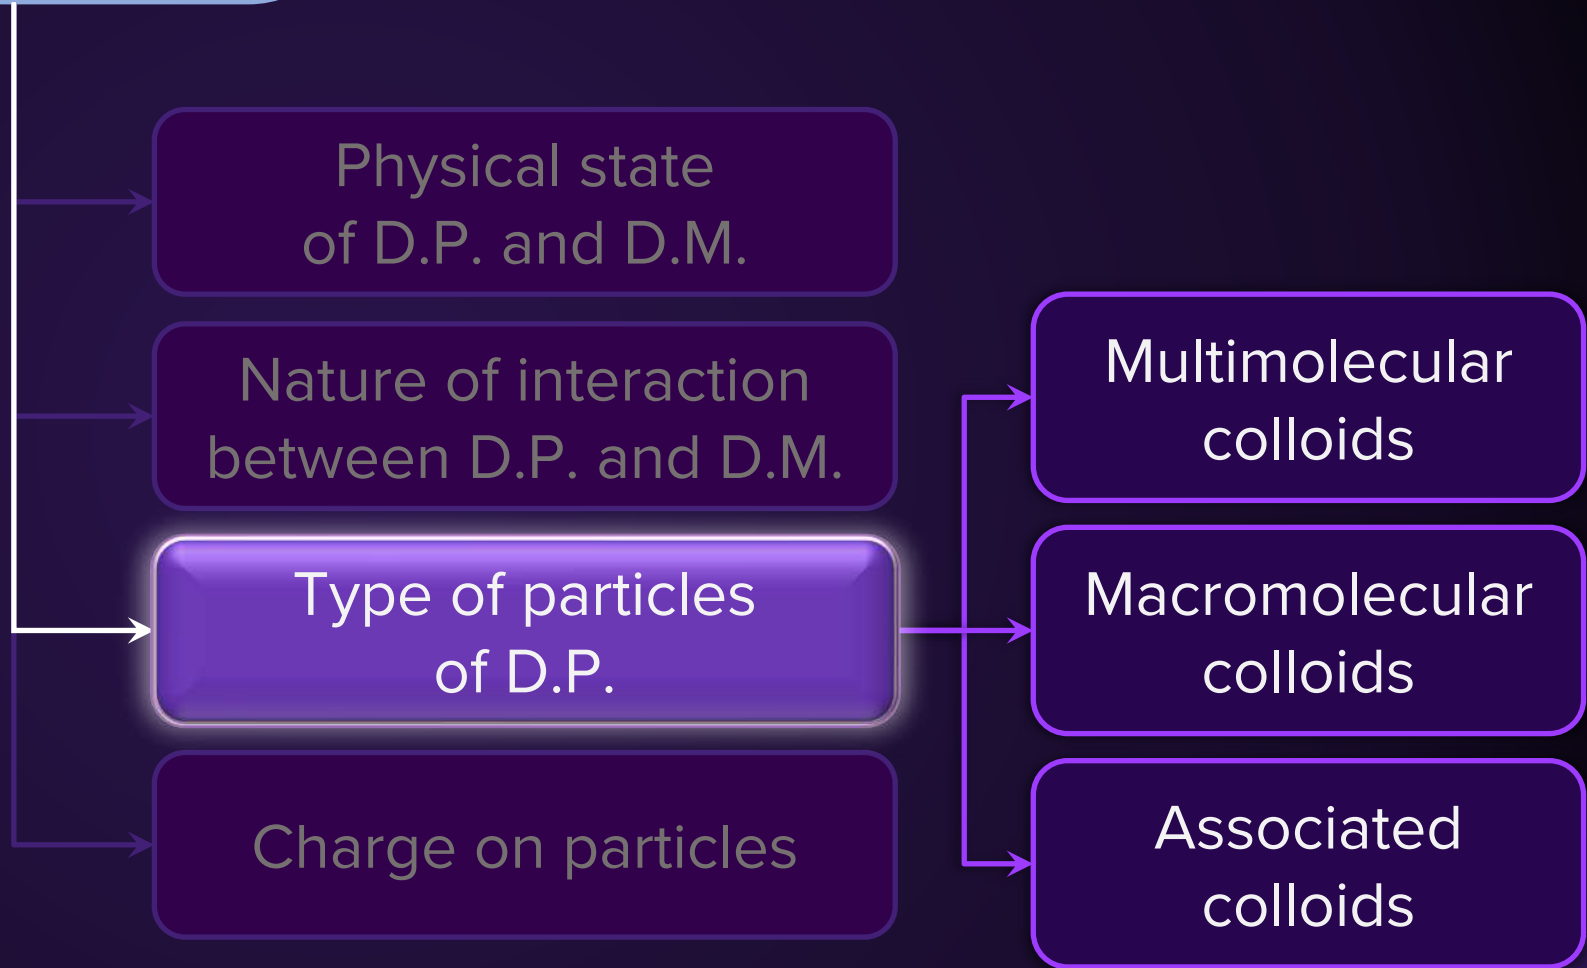 Physical state
of D.P. and D.M.
Nature of interaction
between D.P. and D.M.
Type of particles
of D.P.
Charge on particles
Multimolecular
colloids
Macromolecular
colloids
Associated
colloids